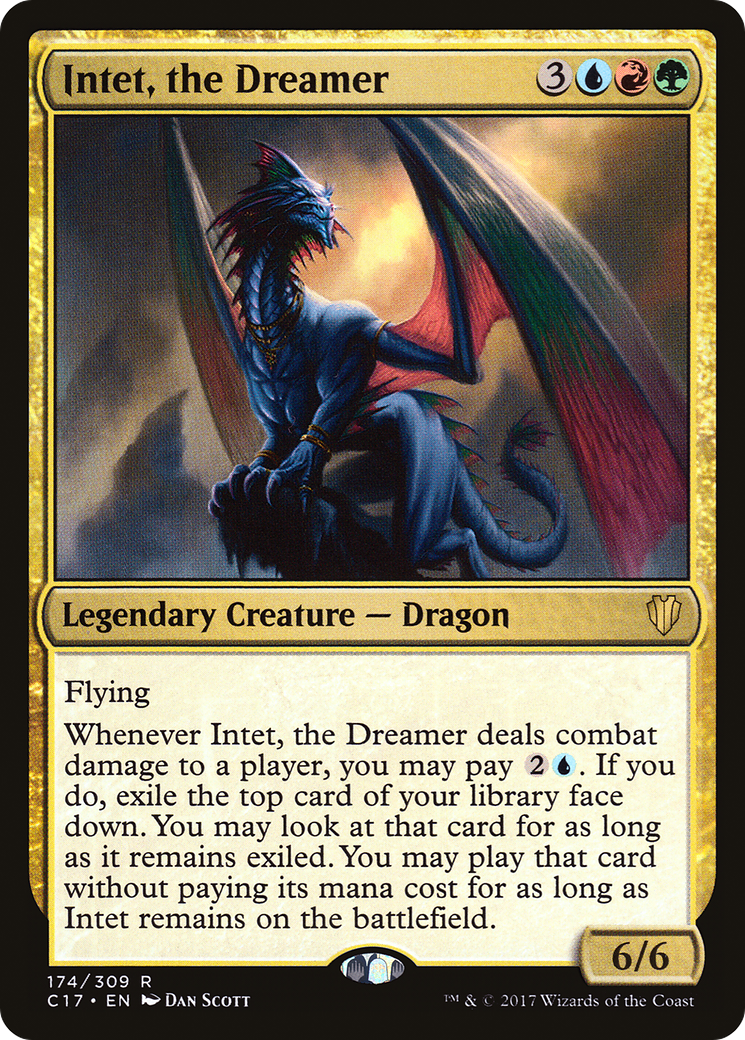 Intet, the Dreamer 3
Legendary Creature — Dragon
Flying
Whenever Intet, the Dreamer deals combat
damage to a player, you may pay 2 . If you
do, exile the top card of your library face
down. You may look at that card for as long
as it remains exiled. You may play that card
without paying its mana cost for as long as
Intet remains on the battlefield.
6/6
174/309 R
C17 • EN Dan Scott
™ & © 2017 Wizards of the Coast